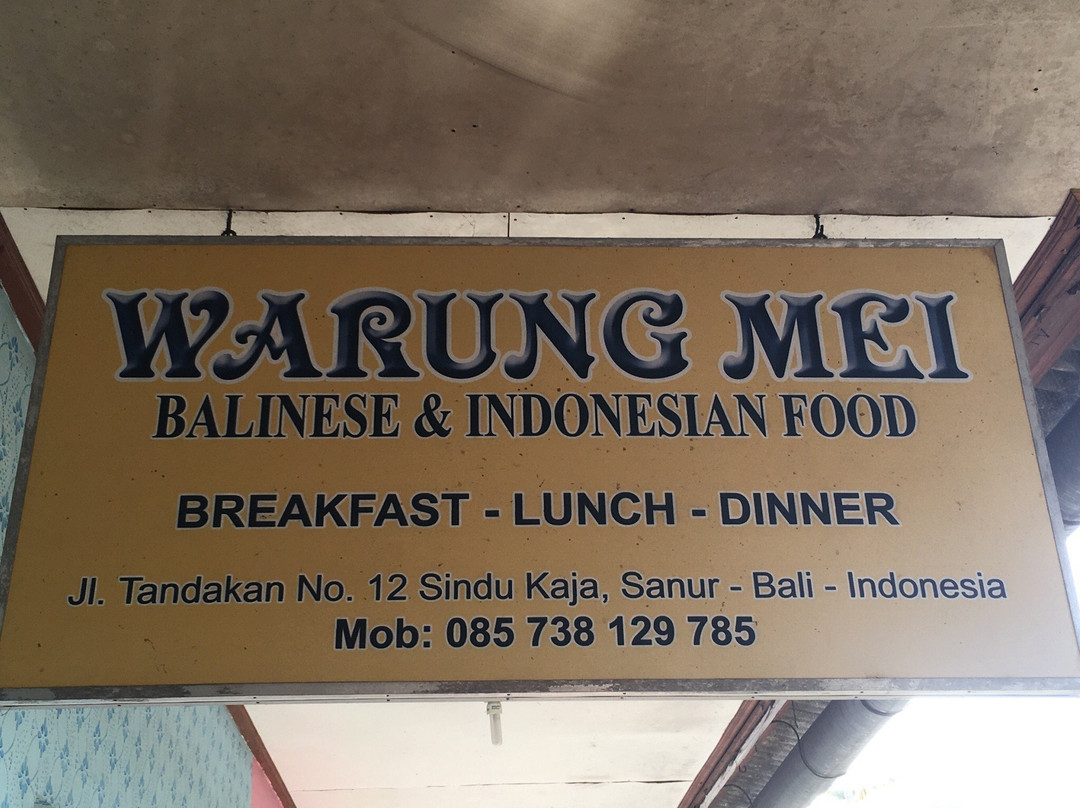 WARUNG MEI
BALINESE & INDONESIAN FOOD
BREAKFAST - LUNCH - DINNER
Jl. Tandakan No. 12 Sindu Kaja, Sanur - Bali - Indonesia
Mob: 085 738 129 785